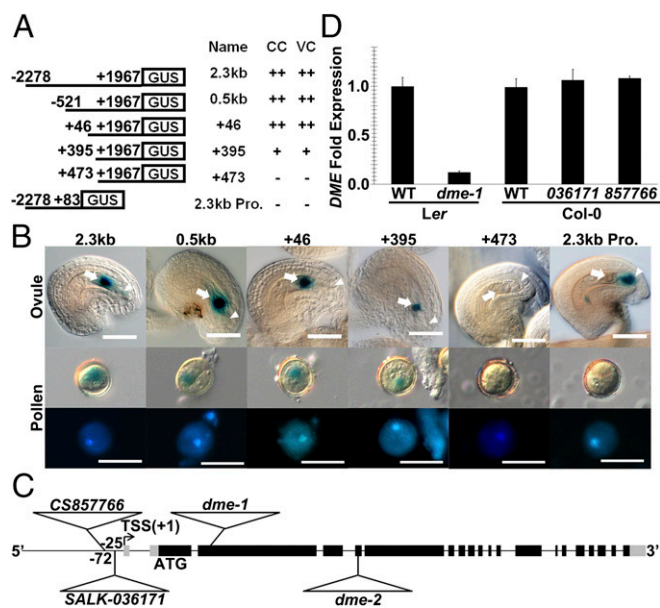 A
Name CC VC
-2278 +1967 GUS 2.3kb ++ ++
-521 +1967 GUS 0.5kb ++ ++
+46 +1967 GUS +46 ++ ++
+395 +1967 GUS +395 + +
+473 +1967 GUS +473 - -
-2278 +83 GUS 2.3kb Pro. - -
D
DME Fold Expression
1.0
0.5
0.0
WT dme-1 WT 036171 857766
Ler Col-0
B
2.3kb 0.5kb +46 +395 +473 2.3kb Pro.
Ovule
Pollen
C
CS857766 dme-1
-25 TSS(+1)
5' -72 3'
ATG
SALK-036171 dme-2